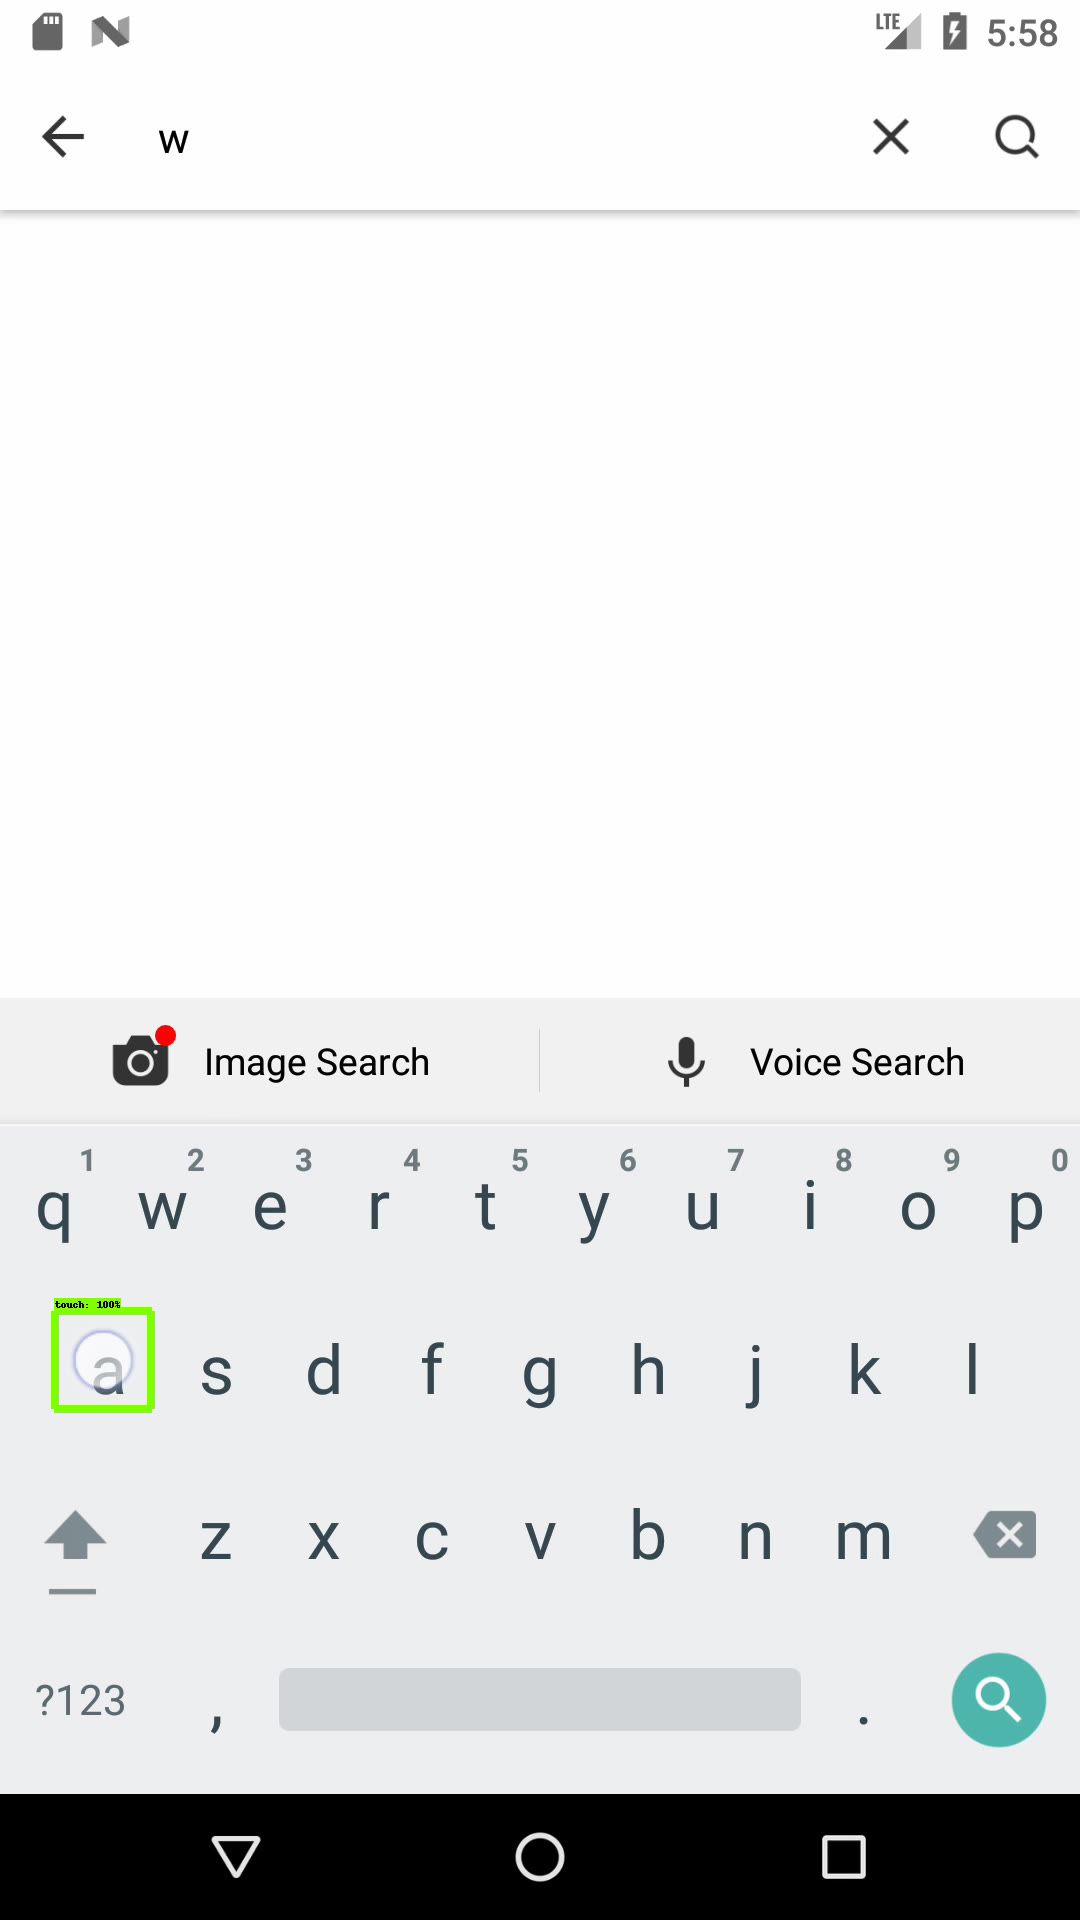 LTE 5:58
w
Image Search Voice Search
1 2 3 4 5 6 7 8 9 0
q w e r t y u i o p
touch: 100%
a s d f g h j k l
z x c v b n m
?123 , .